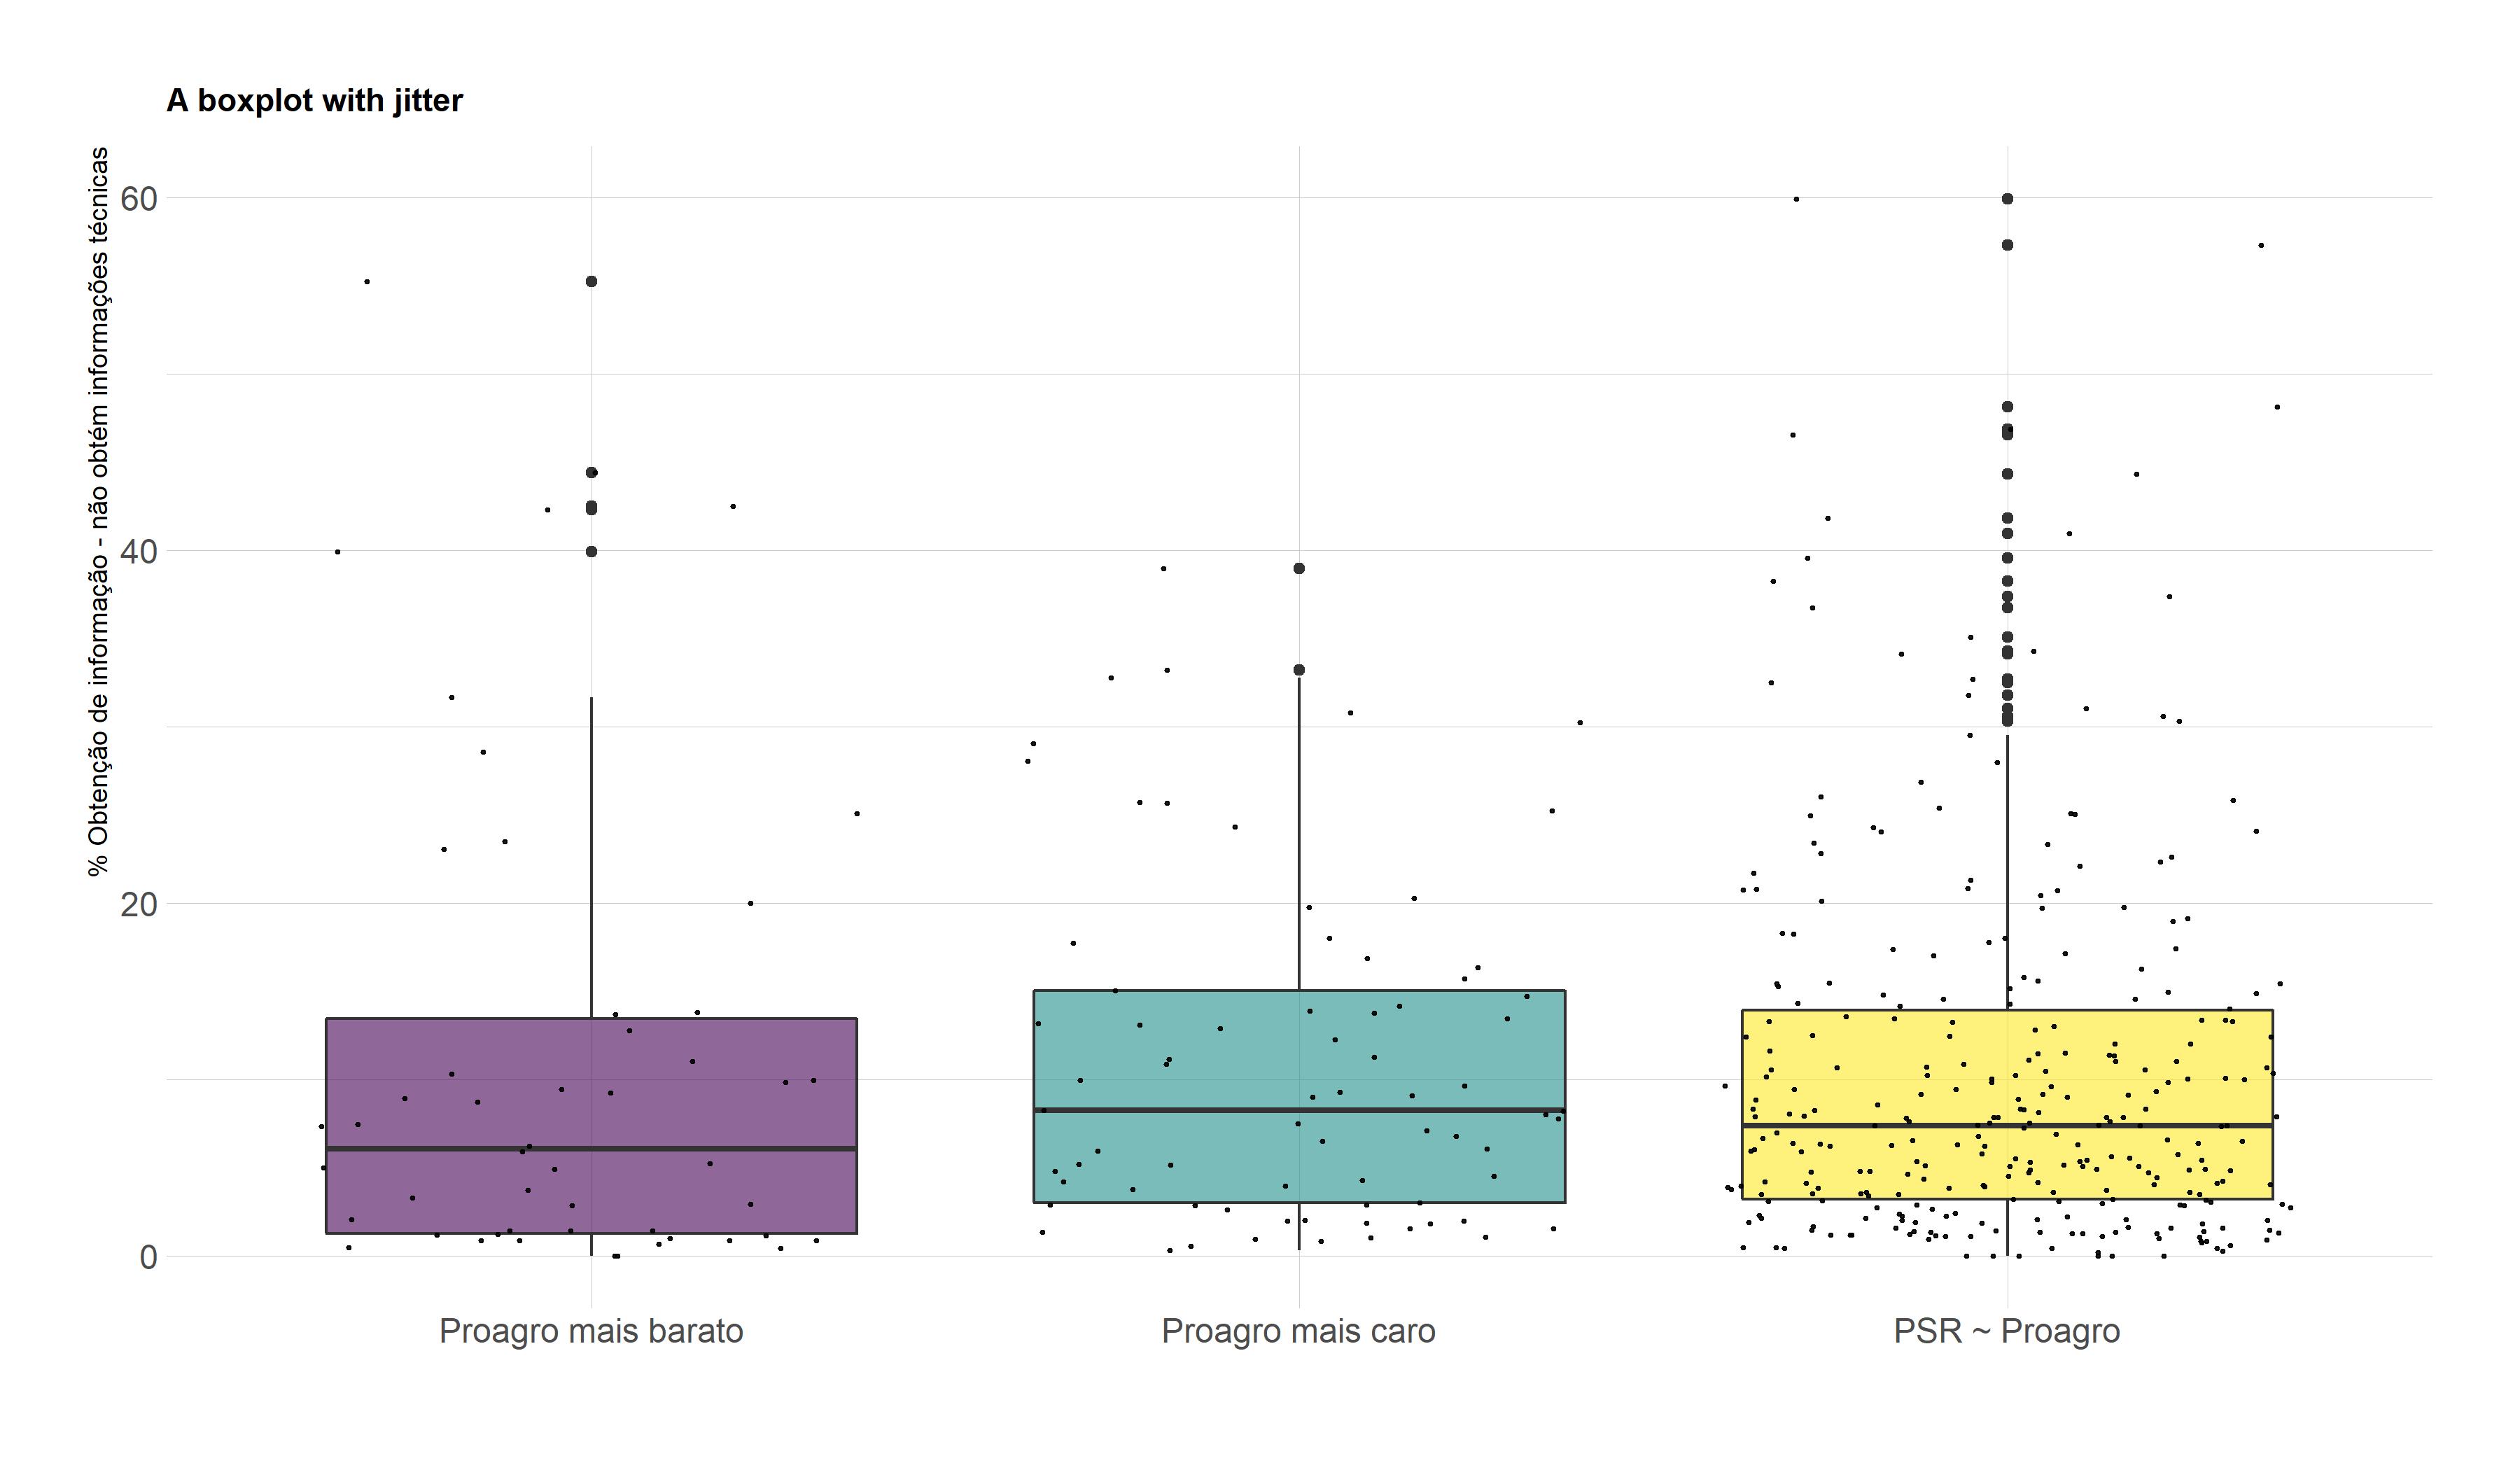 A boxplot with jitter
% Obtenção de informação - não obtém informações técnicas
60
40
20
0
Proagro mais barato
Proagro mais caro
PSR ~ Proagro